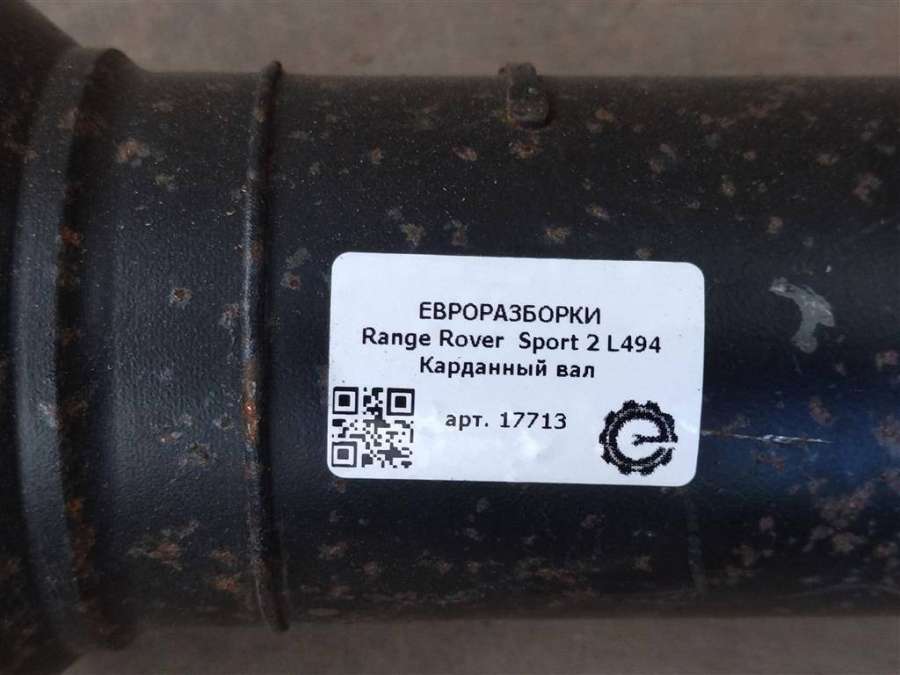 ЕВРОРАЗБОРКИ
Range Rover Sport 2 L494
Карданный вал
арт. 17713